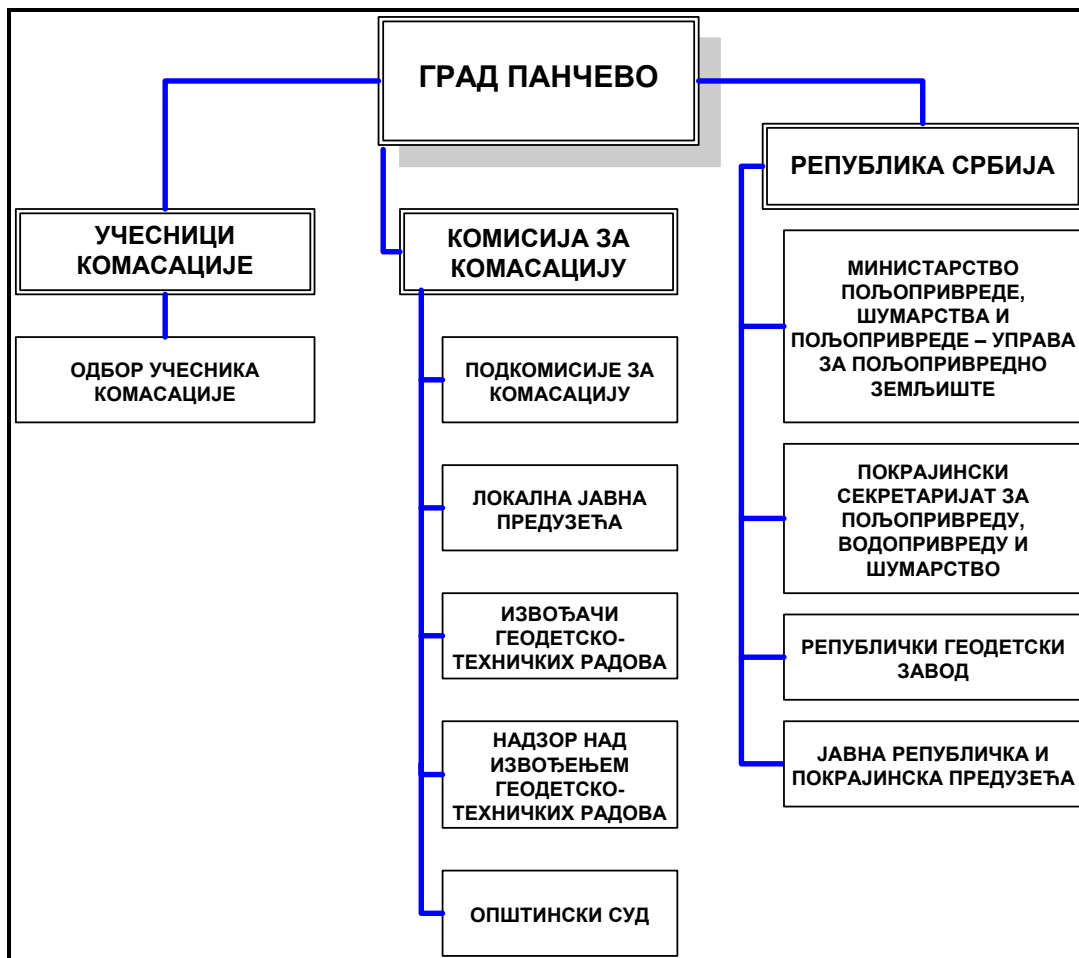 ГРАД ПАНЧЕВО
РЕПУБЛИКА СРБИЈА
УЧЕСНИЦИ
КОМАСАЦИЈЕ
КОМИСИЈА ЗА
КОМАСАЦИЈУ
ОДБОР УЧЕСНИКА
КОМАСАЦИЈЕ
ПОДКОМИСИЈЕ ЗА
КОМАСАЦИЈУ
ЛОКАЛНА ЈАВНА
ПРЕДУЗЕЋА
ИЗВОЂАЧИ
ГЕОДЕТСКО-
ТЕХНИЧКИХ РАДОВА
НАДЗОР НАД
ИЗВОЂЕЊЕМ
ГЕОДЕТСКО-
ТЕХНИЧКИХ РАДОВА
ОПШТИНСКИ СУД
МИНИСТАРСТВО
ПОЉОПРИВРЕДЕ,
ШУМАРСТВА И
ПОЉОПРИВРЕДЕ – УПРАВА
ЗА ПОЉОПРИВРЕДНО
ЗЕМЉИШТЕ
ПОКРАЈИНСКИ
СЕКРЕТАРИЈАТ ЗА
ПОЉОПРИВРЕДУ,
ВОДОПРИВРЕДУ И
ШУМАРСТВО
РЕПУБЛИЧКИ ГЕОДЕТСКИ
ЗАВОД
ЈАВНА РЕПУБЛИЧКА И
ПОКРАЈИНСКА ПРЕДУЗЕЋА